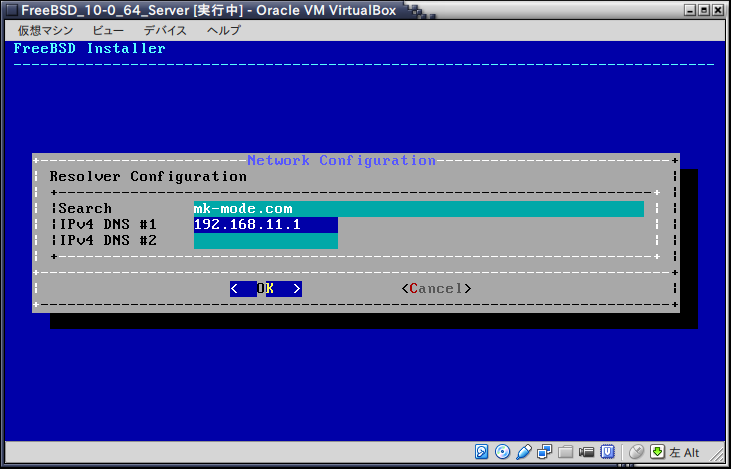 FreeBSD_10-0_64_Server [実行中] - Oracle VM VirtualBox
仮想マシン ビュー デバイス ヘルプ
FreeBSD Installer
Network Configuration
Resolver Configuration
Search mk-mode.com
IPv4 DNS #1 192.168.11.1
IPv4 DNS #2
< OK > <Cancel>
左 Alt